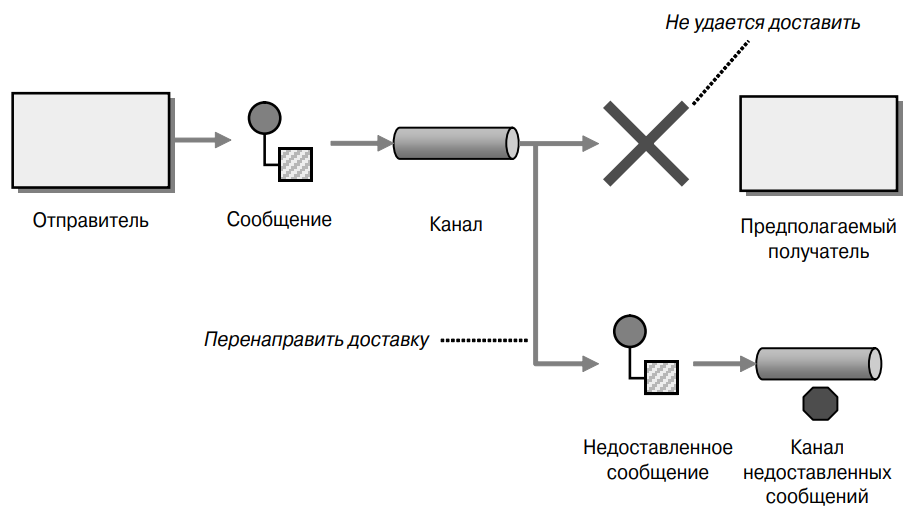 Не удается доставить
Отправитель
Сообщение
Канал
Предполагаемый
получатель
Перенаправить доставку
Недоставленное
сообщение
Канал
недоставленных
сообщений